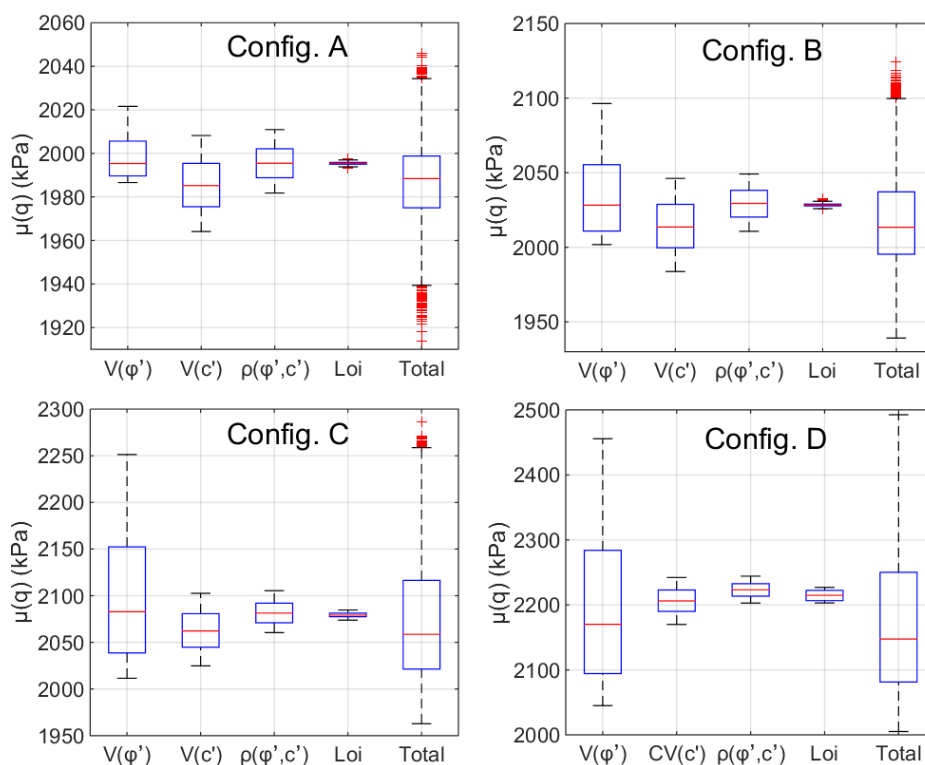 Config. A
μ(q) (kPa)
2060
2040
2020
2000
1980
1960
1940
1920
V(φ’) V(c') ρ(φ’,c’) Loi Total
Config. B
μ(q) (kPa)
2150
2100
2050
2000
1950
V(φ’) V(c') ρ(φ’,c’) Loi Total
Config. C
μ(q) (kPa)
2300
2250
2200
2150
2100
2050
2000
1950
V(φ’) V(c') ρ(φ’,c’) Loi Total
Config. D
μ(q) (kPa)
2500
2400
2300
2200
2100
2000
V(φ’) CV(c') ρ(φ’,c’) Loi Total